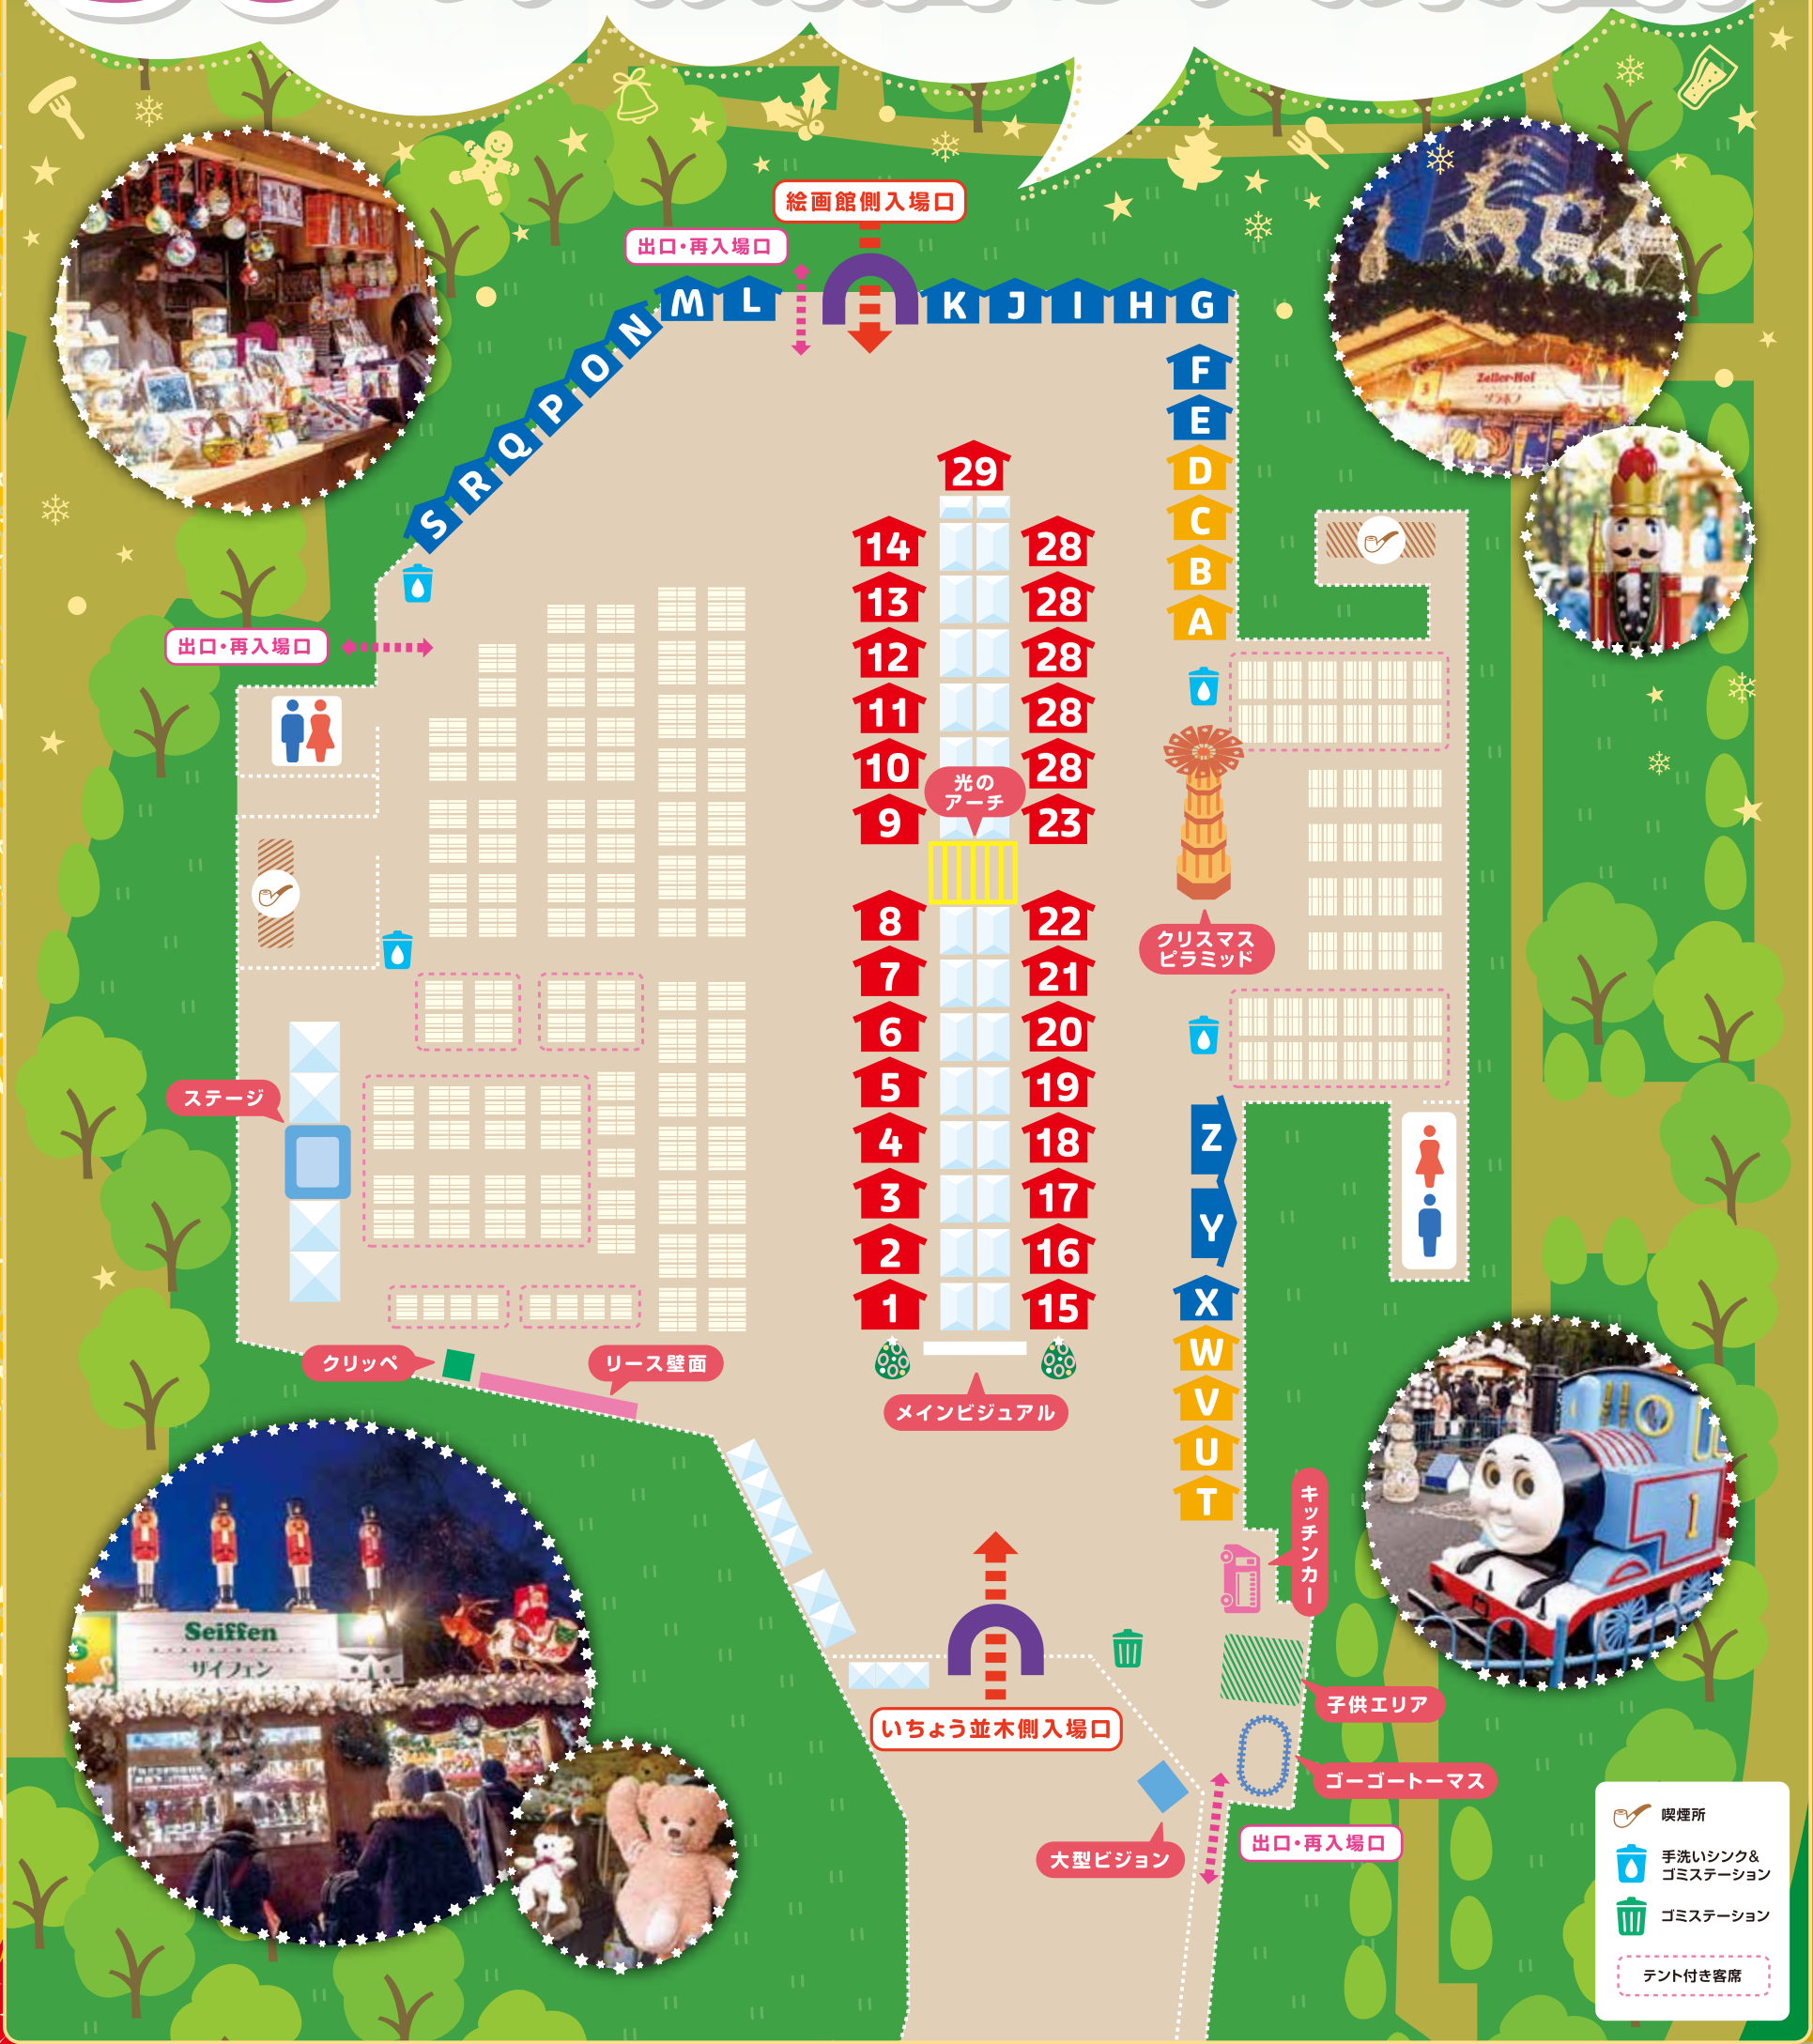 絵画館側入場口
出口・再入場口
M
L
K
J
I
H
G
N
O
P
Q
R
S
F
E
D
C
B
A
Zeller-Hof
29
14
28
13
28
12
28
11
28
10
28
9
23
光の
アーチ
出口・再入場口
クリスマス
ピラミッド
8
22
7
21
6
20
5
19
4
18
3
17
2
16
1
15
ステージ
Z
Y
X
W
V
U
T
クリッペ
リース壁面
メインビジュアル
キッチンカー
1
Seiffen
ザイフェン
いちょう並木側入場口
子供エリア
ゴーゴートーマス
大型ビジョン
出口・再入場口
喫煙所
手洗いシンク&
ゴミステーション
ゴミステーション
テント付き客席